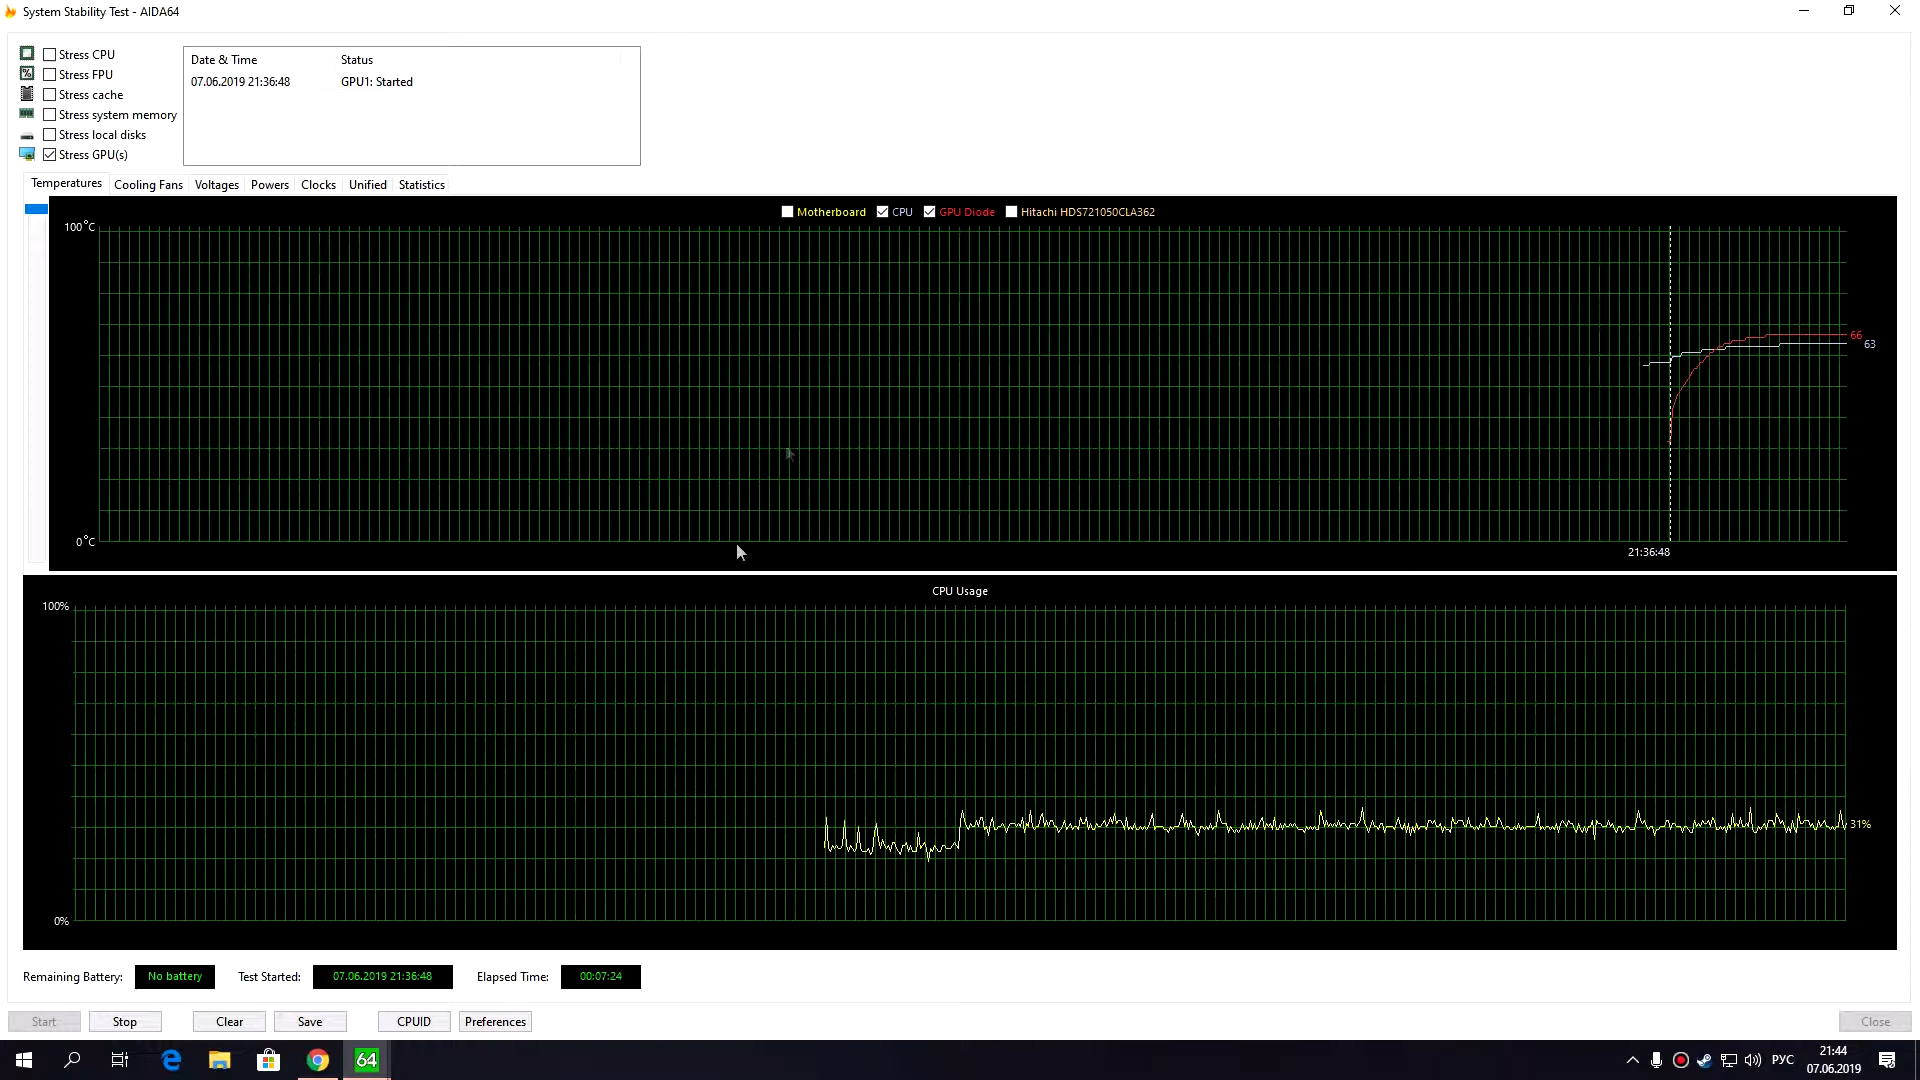 System Stability Test - AIDA64
Stress CPU
Stress FPU
Stress cache
Stress system memory
Stress local disks
Stress GPU(s)
Date & Time Status
07.06.2019 21:36:48 GPU1: Started
Temperatures Cooling Fans Voltages Powers Clocks Unified Statistics
Motherboard CPU GPU Diode Hitachi HDS721050CLA362
100°C
66
63
0°C
21:36:48
CPU Usage
100%
31%
0%
Remaining Battery: No battery Test Started: 07.06.2019 21:36:48 Elapsed Time: 00:07:24
Start Stop Clear Save CPUID Preferences Close
64
РУС
21:44
07.06.2019